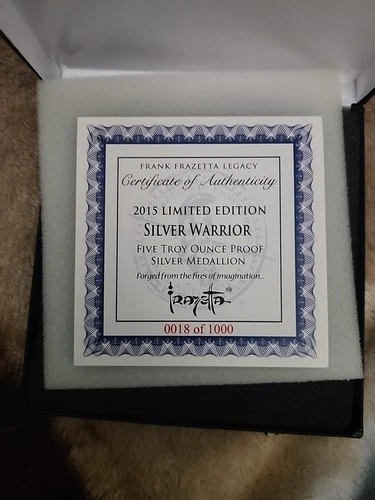 FRANK FRAZETTA LEGACY
Certificate of Authenticity
2015 LIMITED EDITION
SILVER WARRIOR
FIVE TROY OUNCE PROOF
SILVER MEDALLION
Forged from the fires of imagination...
FRAZETTA ®
0018 of 1000